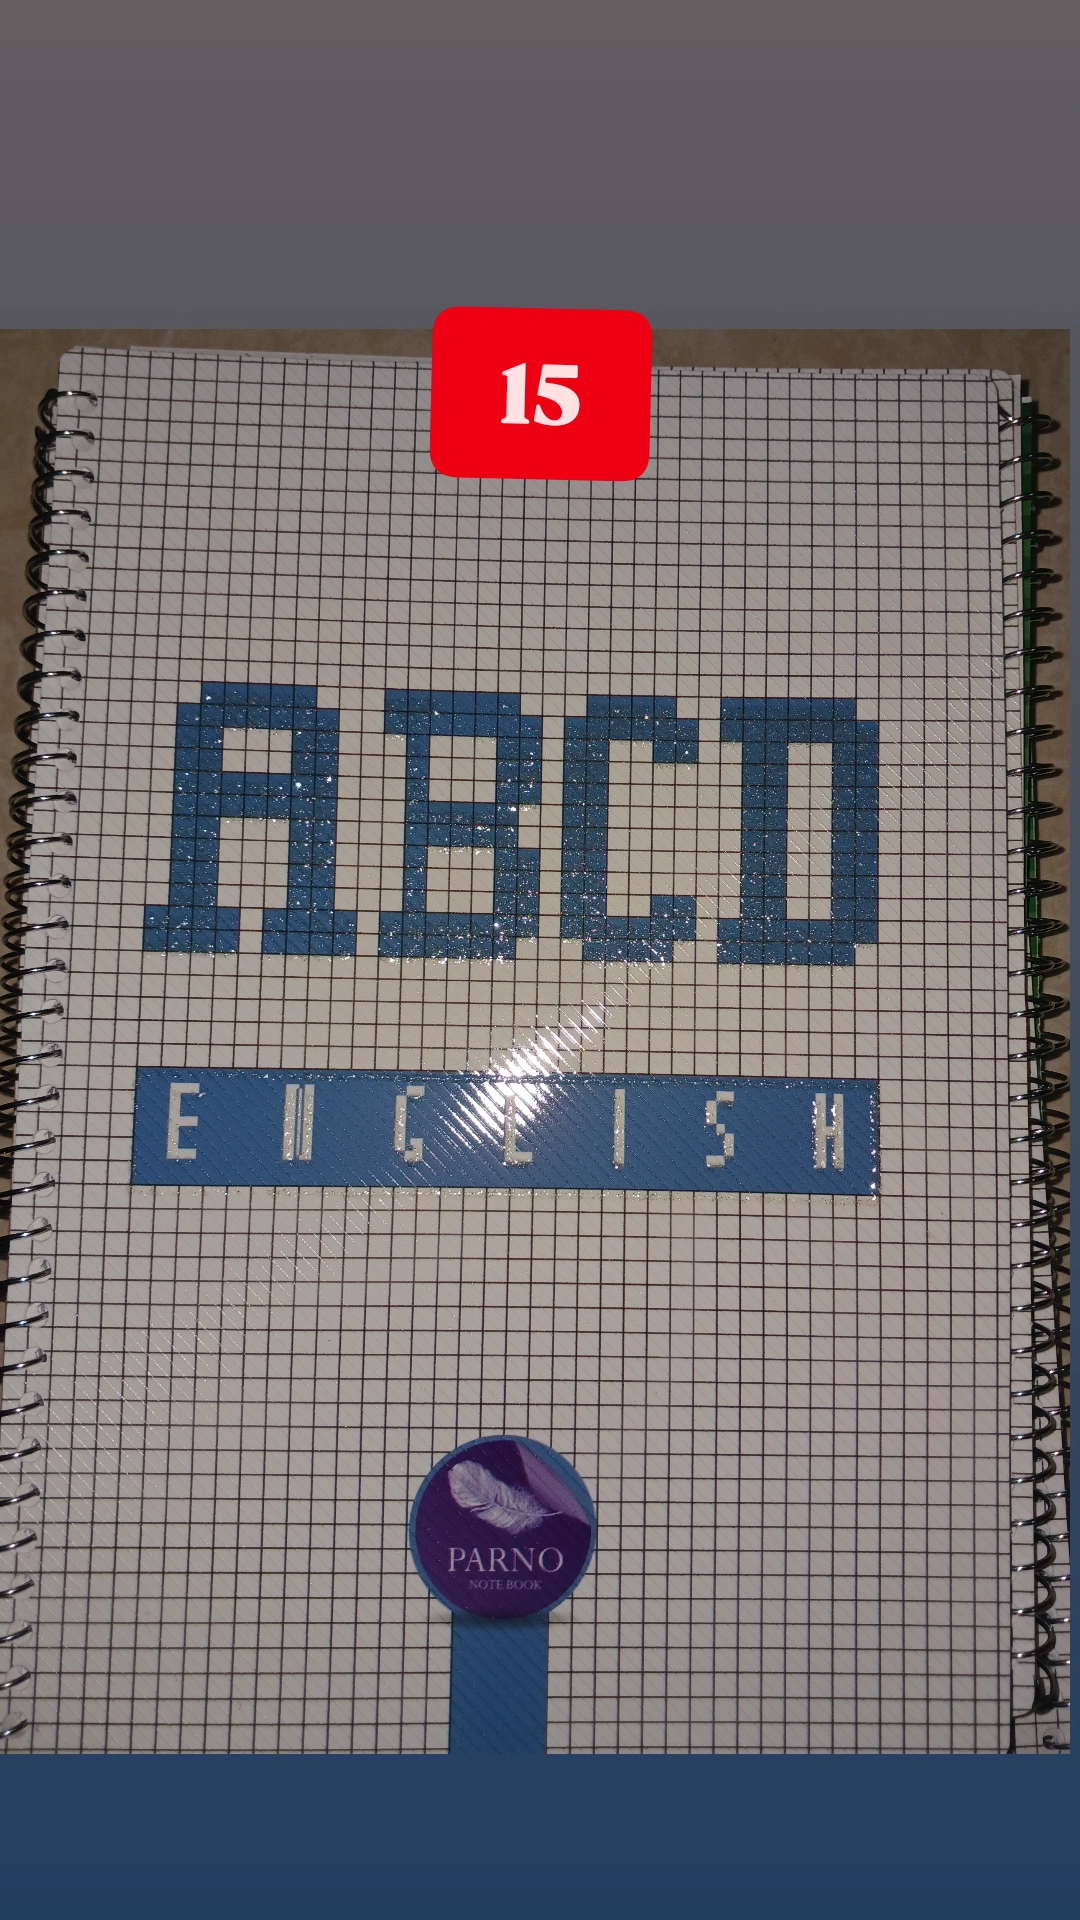 15
ABCD
ENGLISH
PARNO
NOTE BOOK